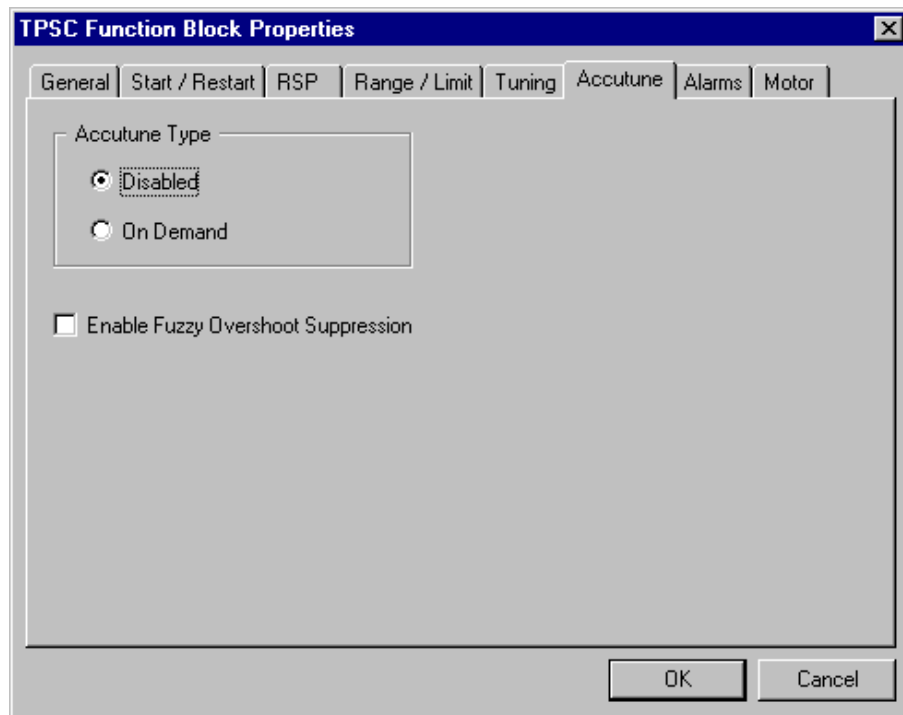 TPSC Function Block Properties
General Start / Restart RSP Range / Limit Tuning Accutune Alarms Motor
Accutune Type
Disabled
On Demand
Enable Fuzzy Overshoot Suppression
OK Cancel